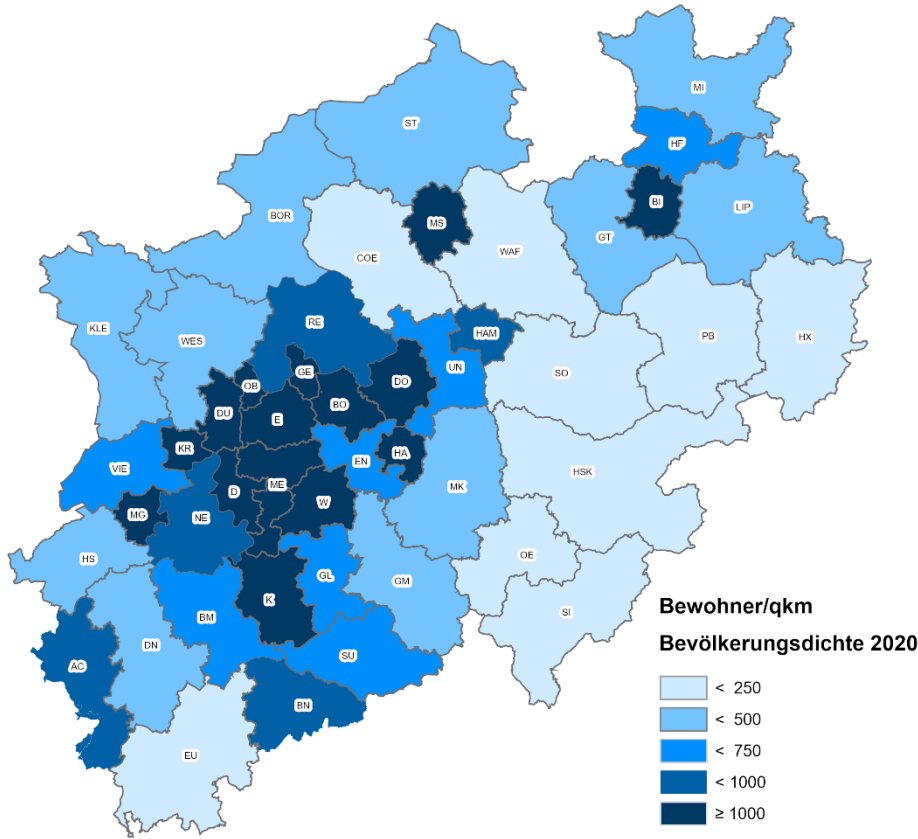 MI
ST
HF
BI
LIP
BOR
MS
GT
WAF
COE
KLE
WES
RE
HAM
PB
HX
UN
SO
GE
OB
DO
DU
BO
E
KR
HA
EN
VIE
HSK
ME
D
MK
W
MG
NE
HS
OE
GL
GM
K
SI
BM
DN
SU
AC
BN
EU
Bewohner/qkm
Bevölkerungsdichte 2020
< 250
< 500
< 750
< 1000
≥ 1000